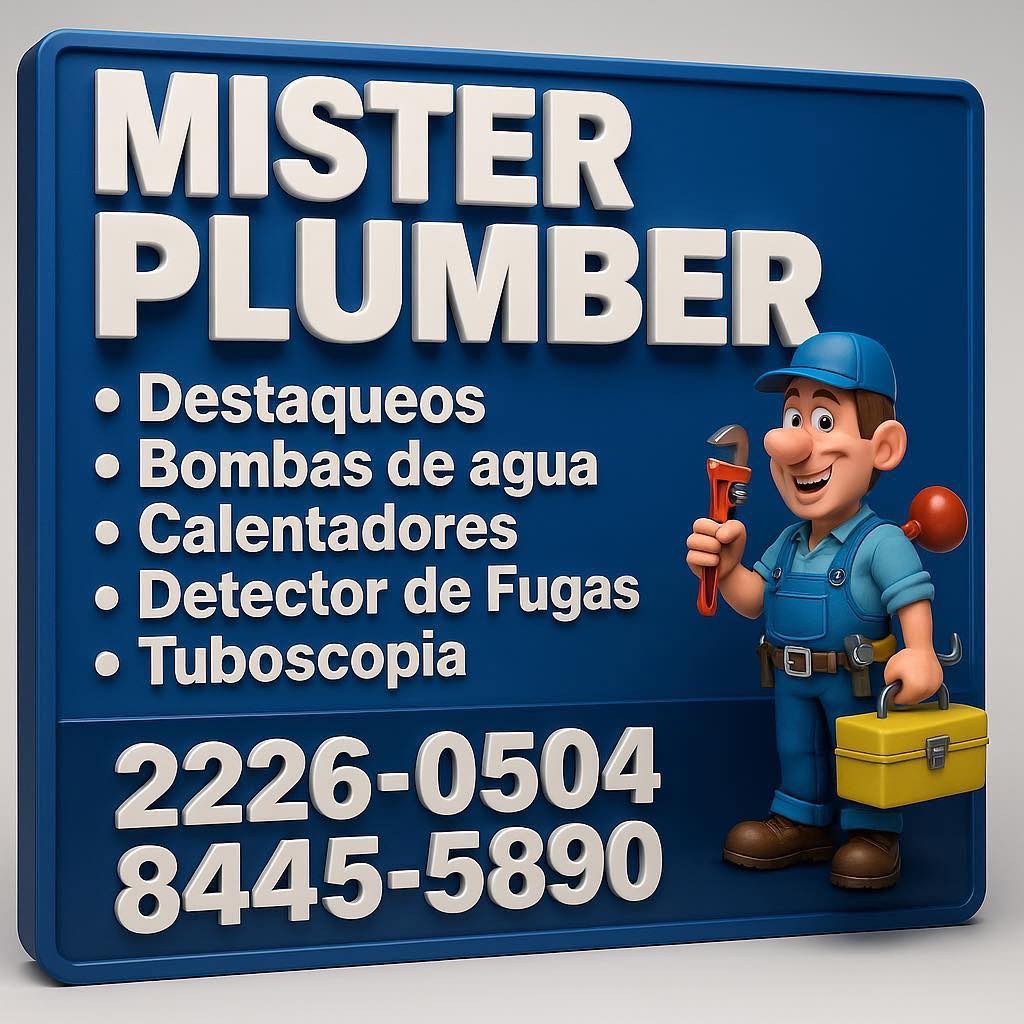 MISTER
PLUMBER
• Destaqueos
• Bombas de agua
• Calentadores
• Detector de Fugas
• Tuboscopia
2226-0504
8445-5890